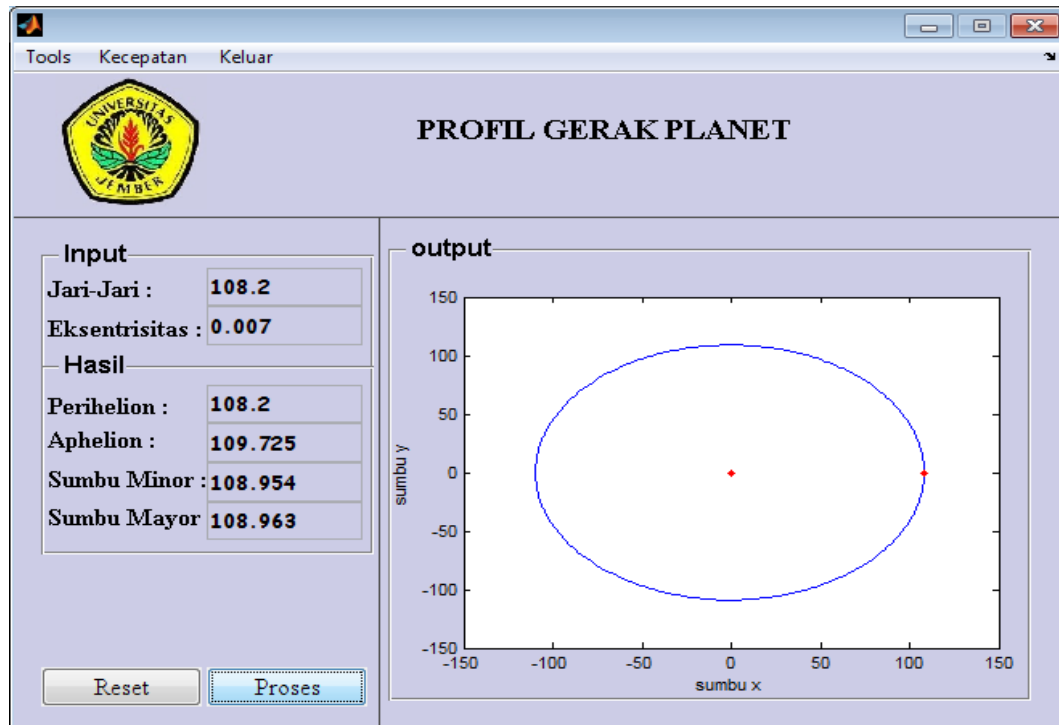 Tools Kecepatan Keluar
UNIVERSITAS
JEMBER
PROFIL GERAK PLANET
Input
Jari-Jari : 108.2
Eksentrisitas : 0.007
Hasil
Perihelion : 108.2
Aphelion : 109.725
Sumbu Minor : 108.954
Sumbu Mayor 108.963
Reset Proses
output
150
100
50
0
-50
-100
-150
sumbu y
-150 -100 -50 0 50 100 150
sumbu x